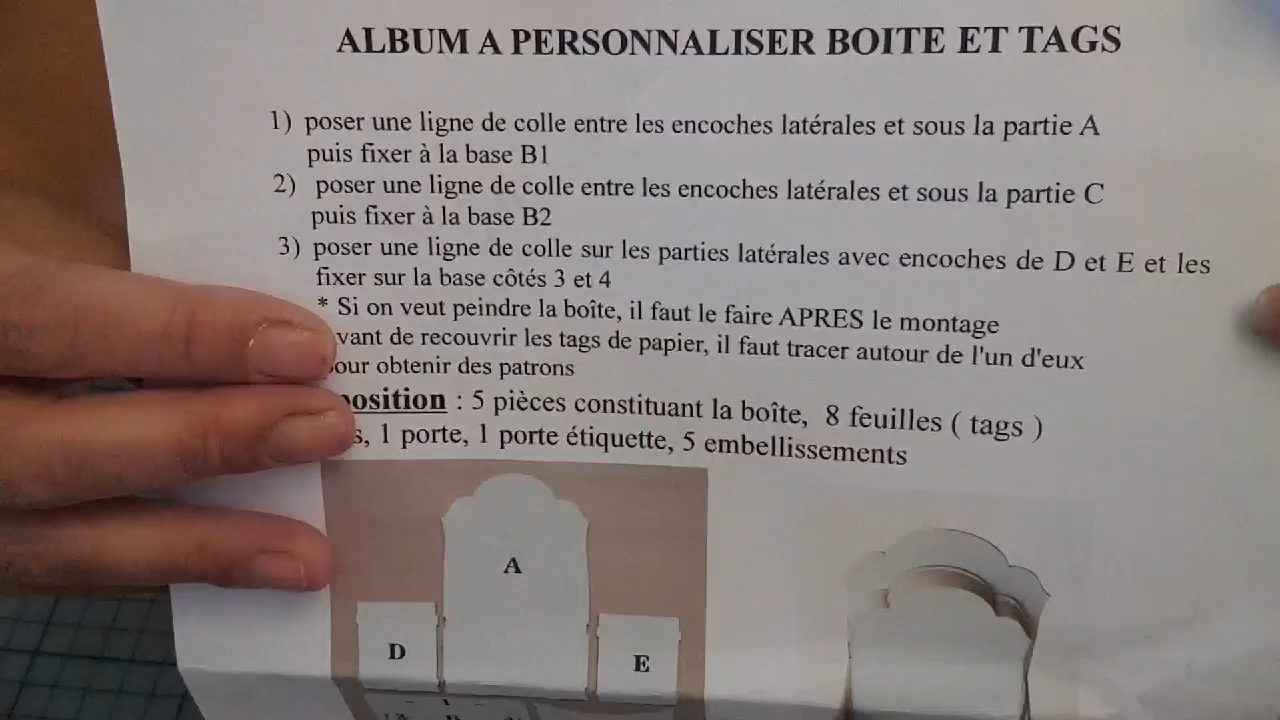 ALBUM A PERSONNALISER BOITE ET TAGS
1) poser une ligne de colle entre les encoches latérales et sous la partie A
puis fixer à la base B1
2) poser une ligne de colle entre les encoches latérales et sous la partie C
puis fixer à la base B2
3) poser une ligne de colle sur les parties latérales avec encoches de D et E et les
fixer sur la base côtés 3 et 4
* Si on veut peindre la boîte, il faut le faire APRES le montage
vant de recouvrir les tags de papier, il faut tracer autour de l'un d'eux
our obtenir des patrons
position : 5 pièces constituant la boîte, 8 feuilles ( tags )
s, 1 porte, 1 porte étiquette, 5 embellissements
A
D
E